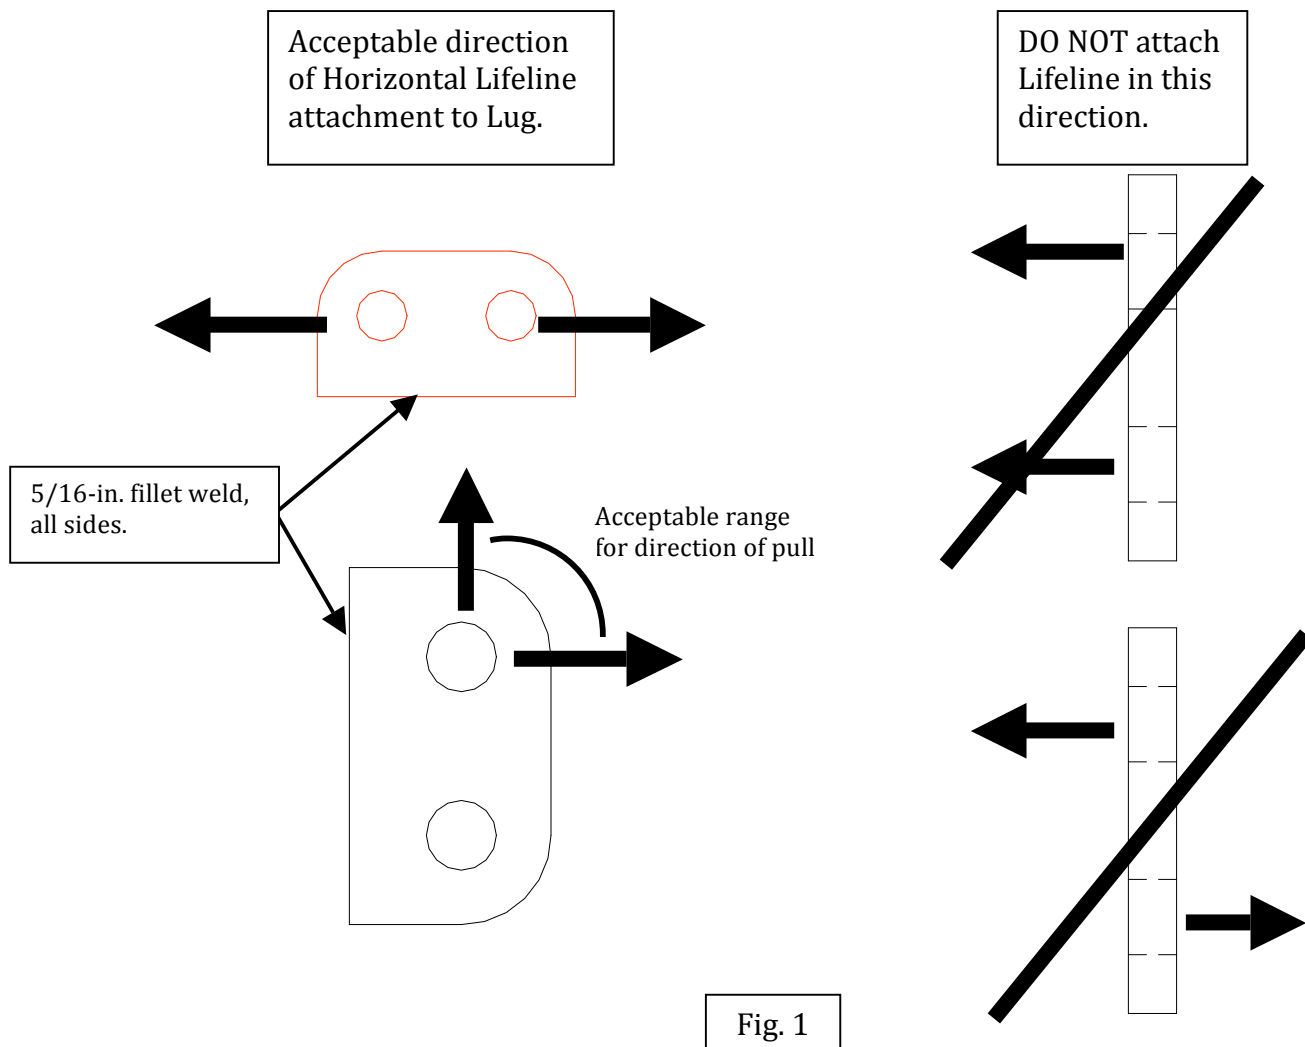 Acceptable direction
of Horizontal Lifeline
attachment to Lug.
DO NOT attach
Lifeline in this
direction.
5/16-in. fillet weld,
all sides.
Acceptable range
for direction of pull
Fig. 1